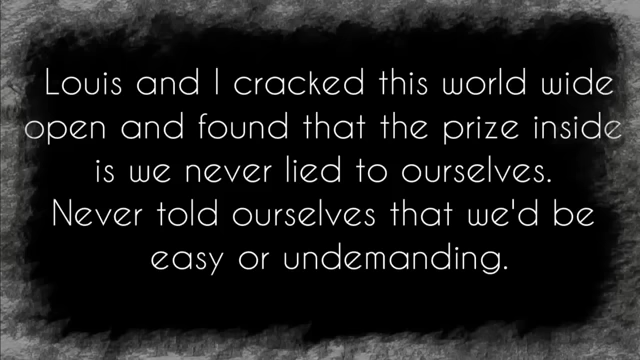 Louis and I cracked this world wide
open and found that the prize inside
is we never lied to ourselves.
Never told ourselves that we'd be
easy or undemanding.